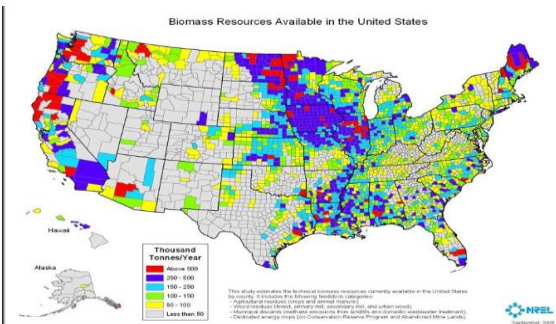 Biomass Resources Available in the United States
Hawaii
Alaska
Thousand
Tonnes/Year
Above 500
250 - 500
150 - 250
100 - 150
50 - 100
Less than 50
This study estimates the technical biomass resources currently available in the United States
by county. It includes the following feedstock categories:
- Agricultural residues (crops and animal manure);
- Wood residues (forest, primary mill, secondary mill, and urban wood);
- Municipal discards (methane emissions from landfills and domestic wastewater treatment);
- Dedicated energy crops (on Conservation Reserve Program and Abandoned Mine Lands).
NREL
September, 2005